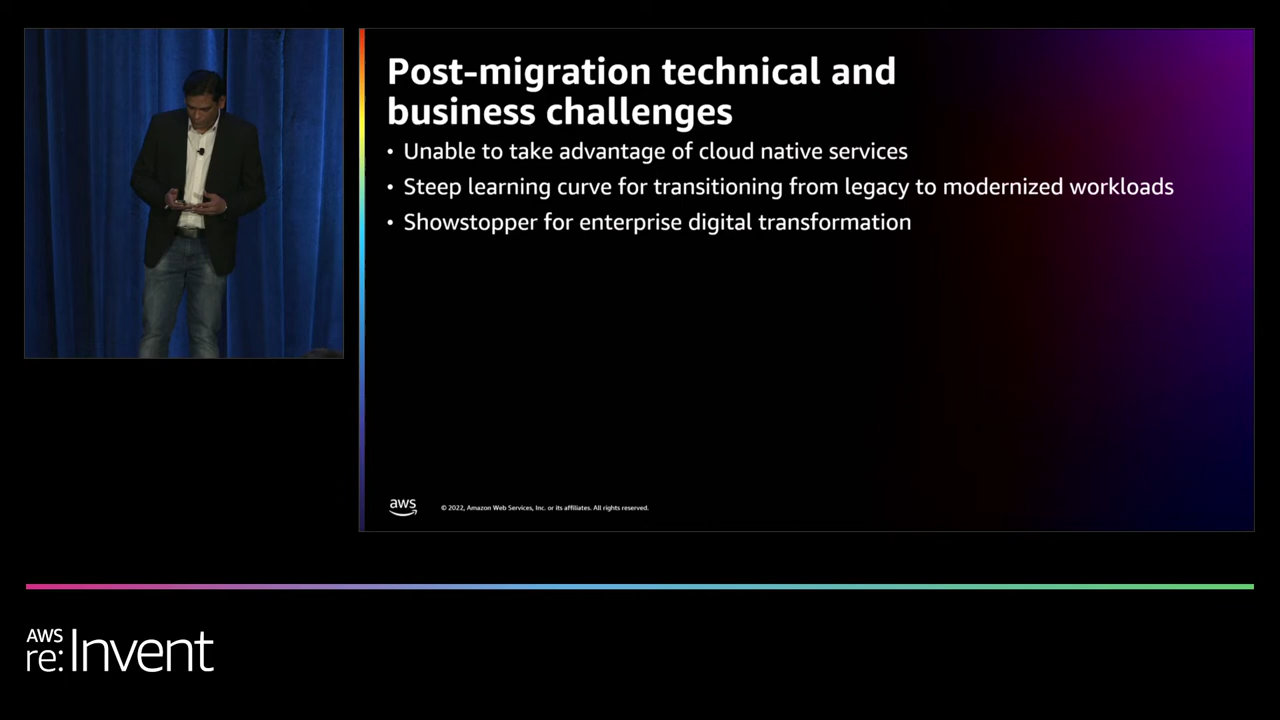 Post-migration technical and
business challenges
• Unable to take advantage of cloud native services
• Steep learning curve for transitioning from legacy to modernized workloads
• Showstopper for enterprise digital transformation
aws
© 2022, Amazon Web Services, Inc. or its affiliates. All rights reserved.
AWS
re:Invent